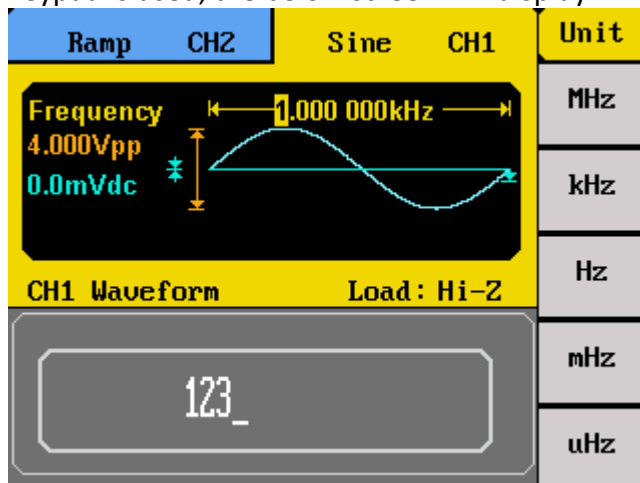 Ramp CH2 Sine CH1 Unit
Frequency 1.000 000kHz MHz
4.000Vpp
0.0mVdc kHz
Hz
CH1 Waveform Load: Hi-Z
mHz
123_
uHz